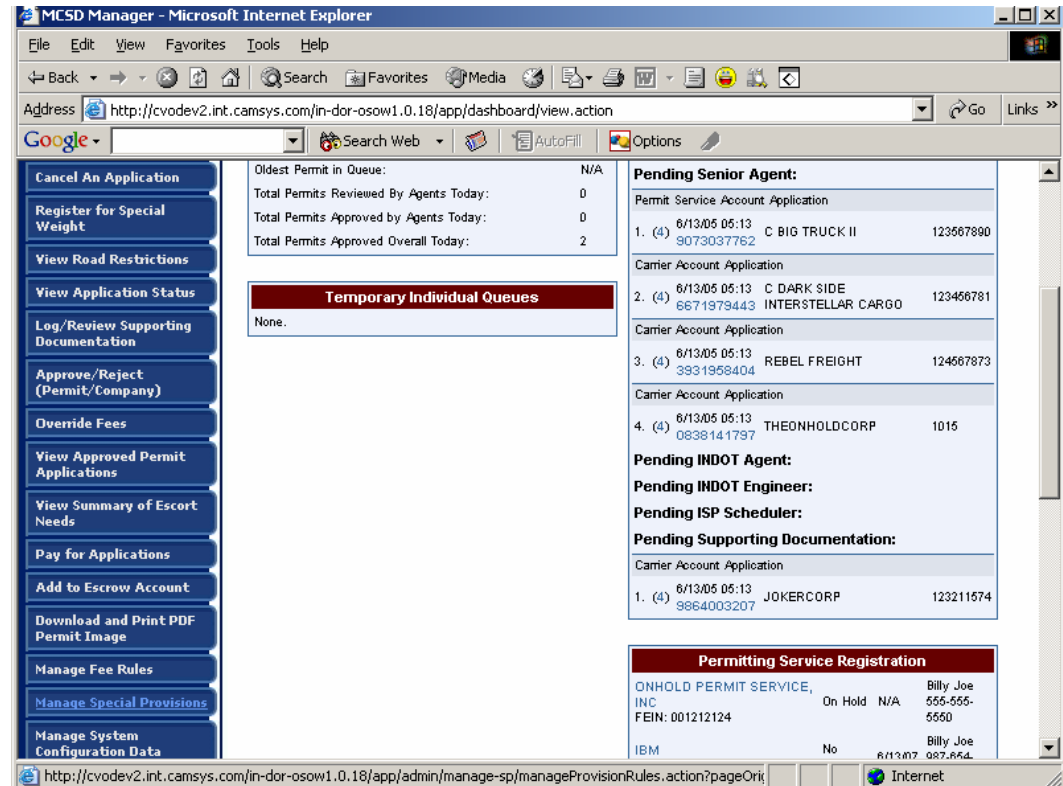 MCSD Manager - Microsoft Internet Explorer
File Edit View Favorites Tools Help
Back Search Favorites Media
Address http://cvodev2.int.camsys.com/in-dor-osow1.0.18/app/dashboard/view.action Go Links »
Google Search Web AutoFill Options
Cancel An Application
Register for Special
Weight
View Road Restrictions
View Application Status
Log/Review Supporting
Documentation
Approve/Reject
(Permit/Company)
Override Fees
View Approved Permit
Applications
View Summary of Escort
Needs
Pay for Applications
Add to Escrow Account
Download and Print PDF
Permit Image
Manage Fee Rules
Manage Special Provisions
Manage System
Configuration Data
Oldest Permit in Queue: N/A
Total Permits Reviewed By Agents Today: 0
Total Permits Approved by Agents Today: 0
Total Permits Approved Overall Today: 2
Temporary Individual Queues
None.
Pending Senior Agent:
Permit Service Account Application
1. (4) 6/13/05 05:13 9073037762 C BIG TRUCK II 123567890
Carrier Account Application
2. (4) 6/13/05 05:13 6671979443 C DARK SIDE INTERSTELLAR CARGO 123456781
Carrier Account Application
3. (4) 6/13/05 05:13 3931958404 REBEL FREIGHT 124567873
Carrier Account Application
4. (4) 6/13/05 05:13 0838141797 THEONHOLDCORP 1015
Pending INDOT Agent:
Pending INDOT Engineer:
Pending ISP Scheduler:
Pending Supporting Documentation:
Carrier Account Application
1. (4) 6/13/05 05:13 9864003207 JOKERCORP 123211574
Permitting Service Registration
ONHOLD PERMIT SERVICE, INC On Hold N/A Billy Joe 555-555-5550
FEIN: 001212124
IBM No 6/13/07 Billy Joe 987-654-
http://cvodev2.int.camsys.com/in-dor-osow1.0.18/app/admin/manage-sp/manageProvisionRules.action?pageOrig Internet